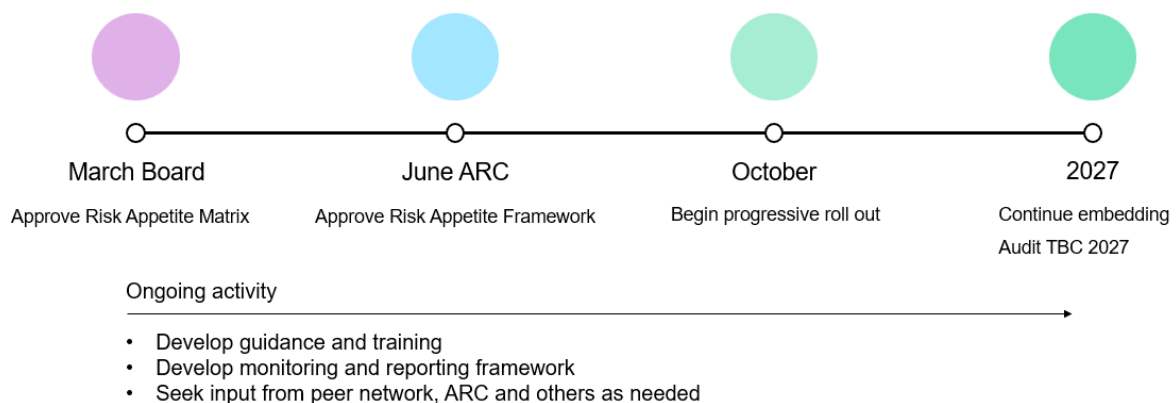 March Board
June ARC
October
2027
Approve Risk Appetite Matrix
Approve Risk Appetite Framework
Begin progressive roll out
Continue embedding
Audit TBC 2027
Ongoing activity
• Develop guidance and training
• Develop monitoring and reporting framework
• Seek input from peer network, ARC and others as needed